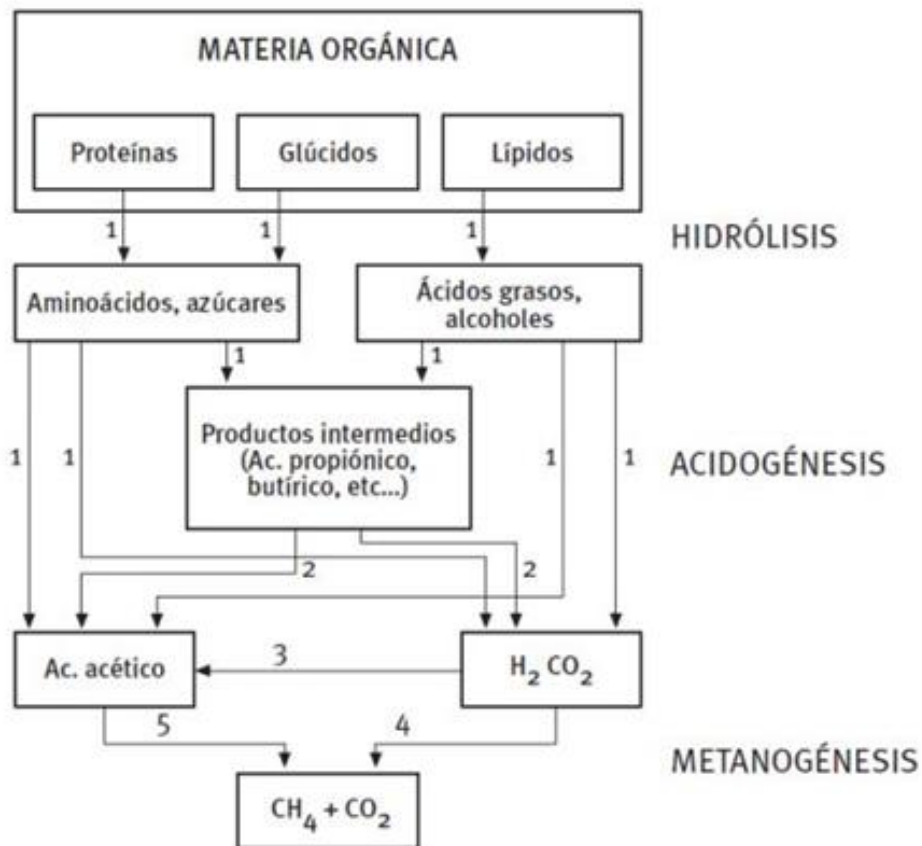 MATERIA ORGÁNICA
Proteínas
Glúcidos
Lípidos
1
1
1
HIDRÓLISIS
Aminoácidos, azúcares
Ácidos grasos,
alcoholes
1
1
Productos intermedios
(Ac. propiónico,
butírico, etc...)
1
1
1
1
ACIDOGÉNESIS
2
2
Ac. acético
3
H₂ CO₂
5
4
METANOGÉNESIS
CH₄ + CO₂